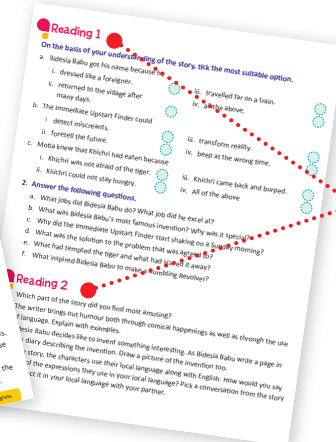 Reading 1
On the basis of your understanding of the story, tick the most suitable option.
a. Bidesia Babu got his name because he
i. dressed like a foreigner.
iii. travelled far on a train.
ii. returned to the village after many days.
iv. all the above.
b. The Immediate Upstart Finder could
i detect miscreants.
iii. transform reality.
ii. foretell the future.
iv. beep at the wrong time.
c. Motia knew that Khichri had eaten because
i. Khichri was not afraid of the tiger.
iii. Khichri came back and burped.
ii. Khichri could not stay hungry.
iv. All of the above
2. Answer the following questions.
a. What jobs did Bidesia Babu do? What job did he excel at?
b. What was Bidesia Babu's most famous invention? Why was it special?
c. Why did the Immediate Upstart Finder start shaking on a Sunday morning?
d. What was the solution to the problem that was agreed to?
e. What had tempted the tiger and what had scared it away?
f. What inspired Bidesia Babu to make a Rumbling Revolver?
Reading 2
Which part of the story did you find most amusing?
The writer brings out humour both through comical happenings as well as through the use
f language. Explain with examples.
desia Babu decides to invent something interesting. As Bidesia Babu write a page in
diary describing the invention. Draw a picture of the invention too.
story, the characters use their local language along with English. How would you say
of the expressions they use in your local language? Pick a conversation from the story
ct it in your local language with your partner.
s.
se
the